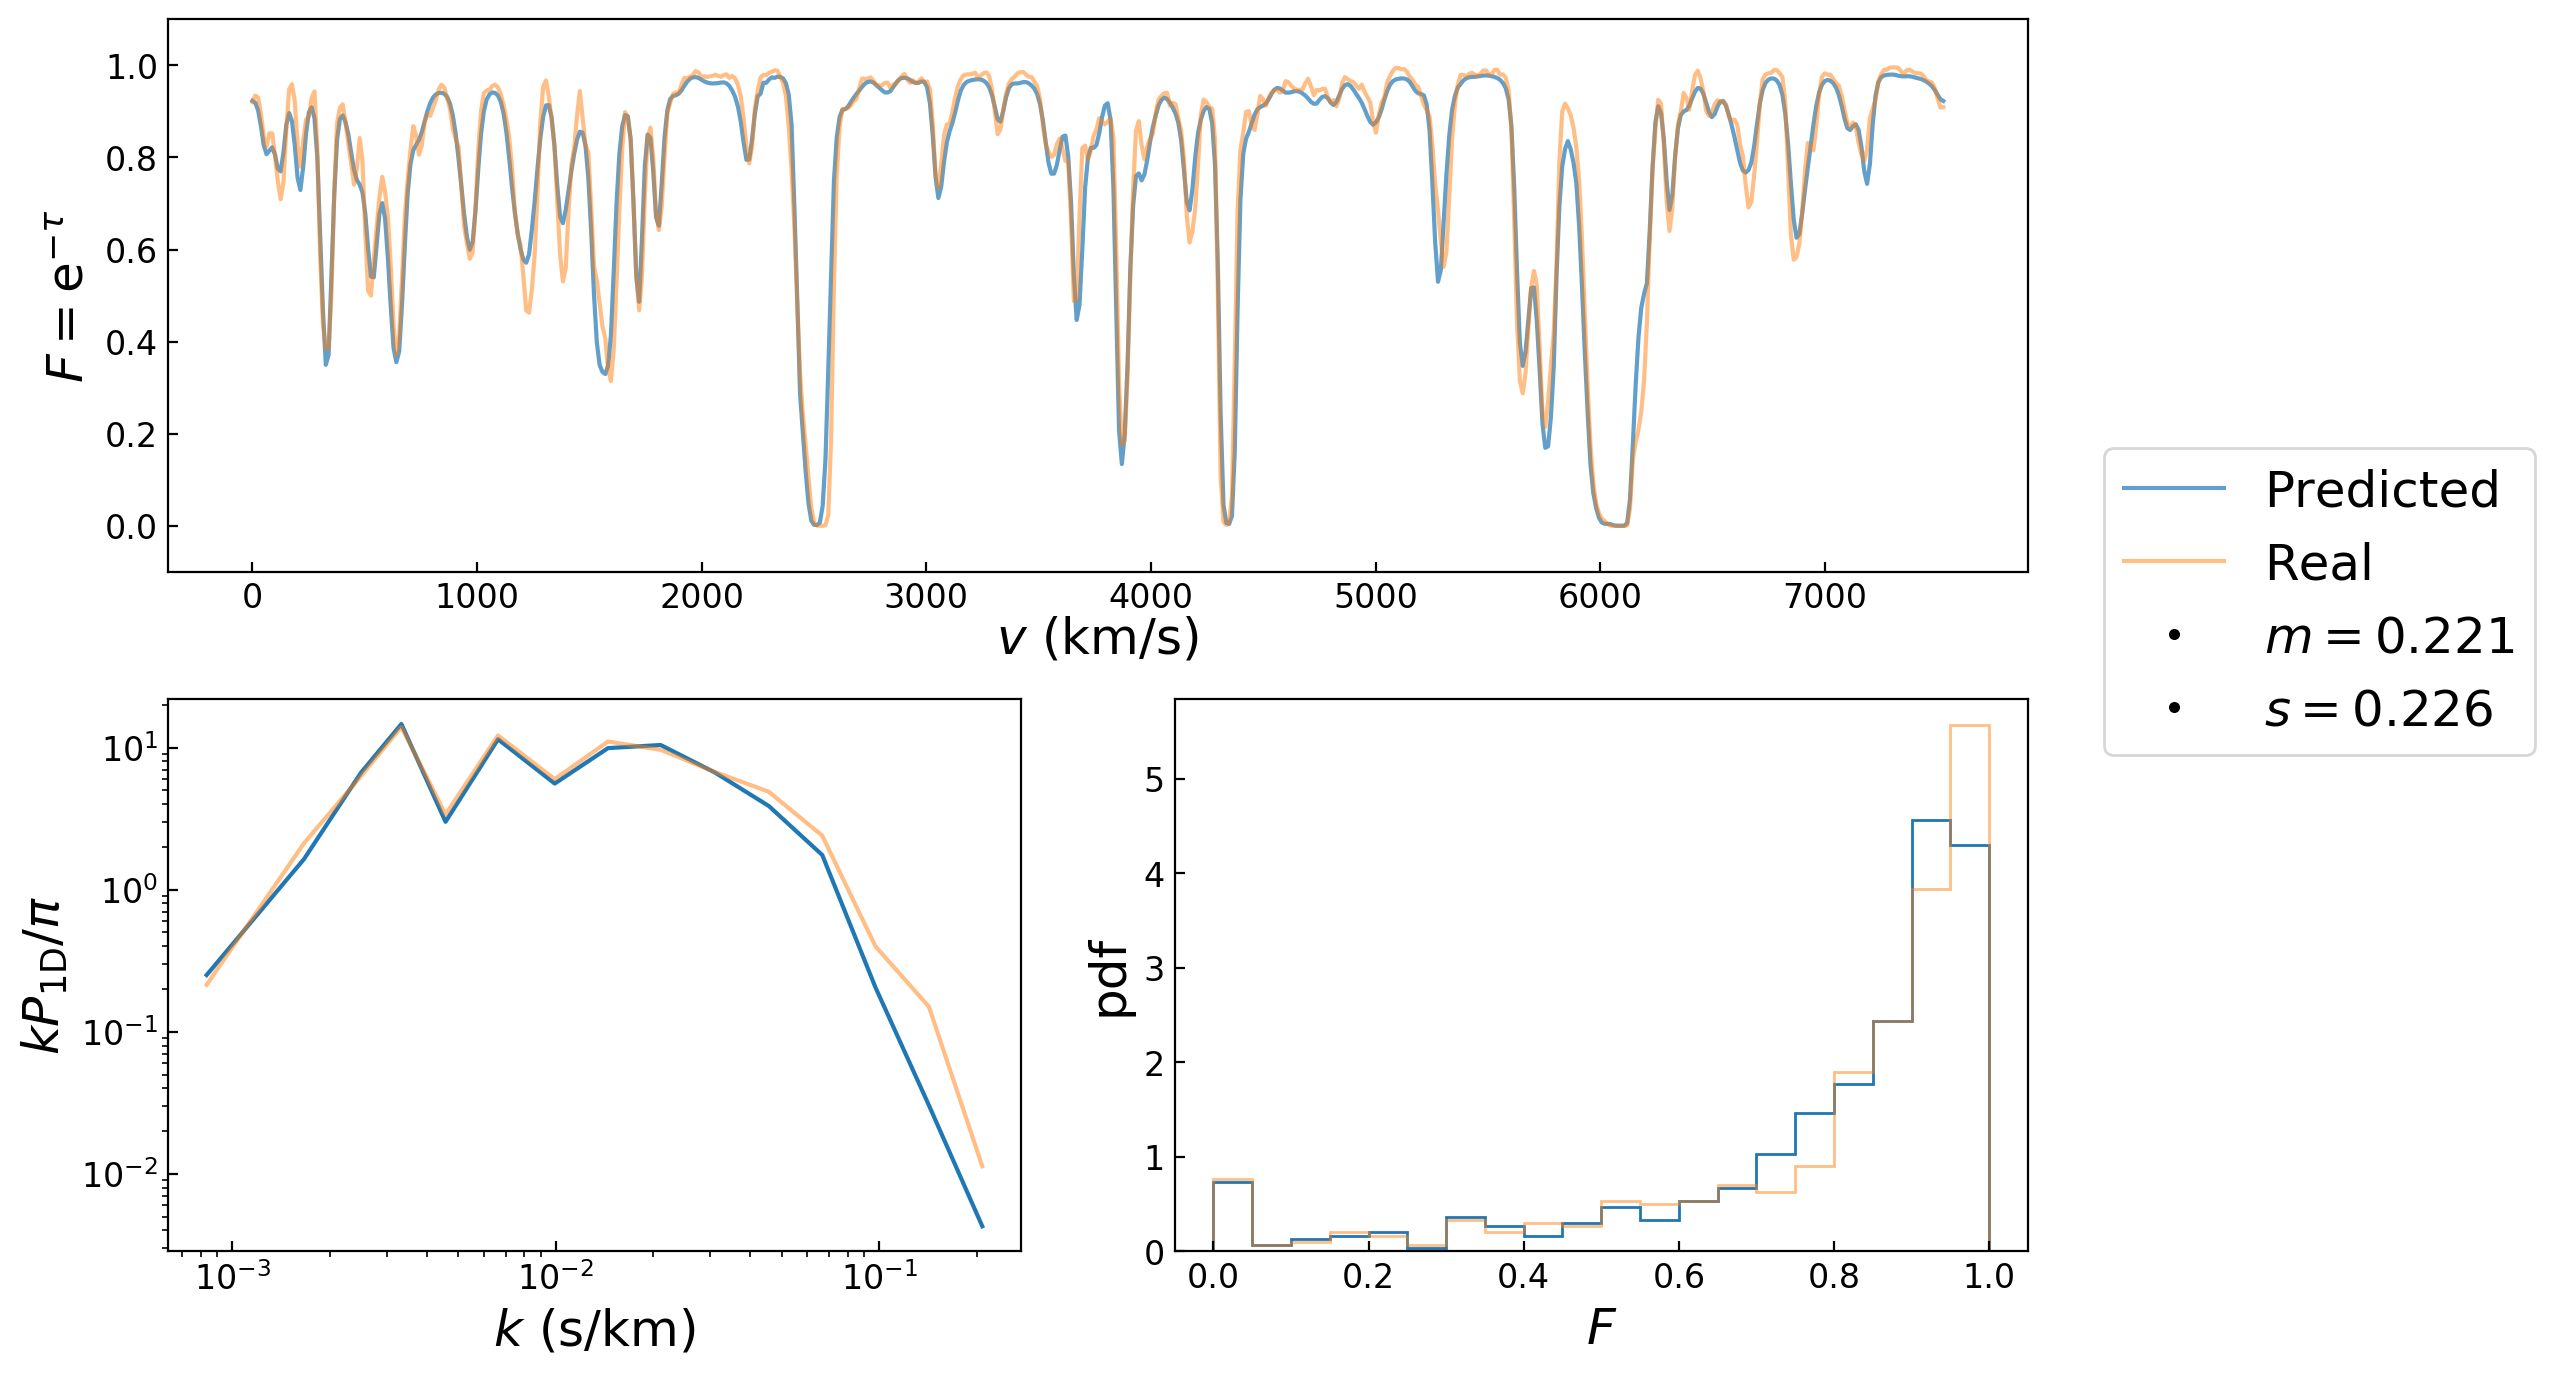 F = e^{−τ}
1.0
0.8
0.6
0.4
0.2
0.0
0 1000 2000 3000 4000 5000 6000 7000
v (km/s)
Predicted
Real
m = 0.221
s = 0.226
kP_{1D}/π
10^1
10^0
10^{−1}
10^{−2}
10^{−3} 10^{−2} 10^{−1}
k (s/km)
pdf
5
4
3
2
1
0
0.0 0.2 0.4 0.6 0.8 1.0
F